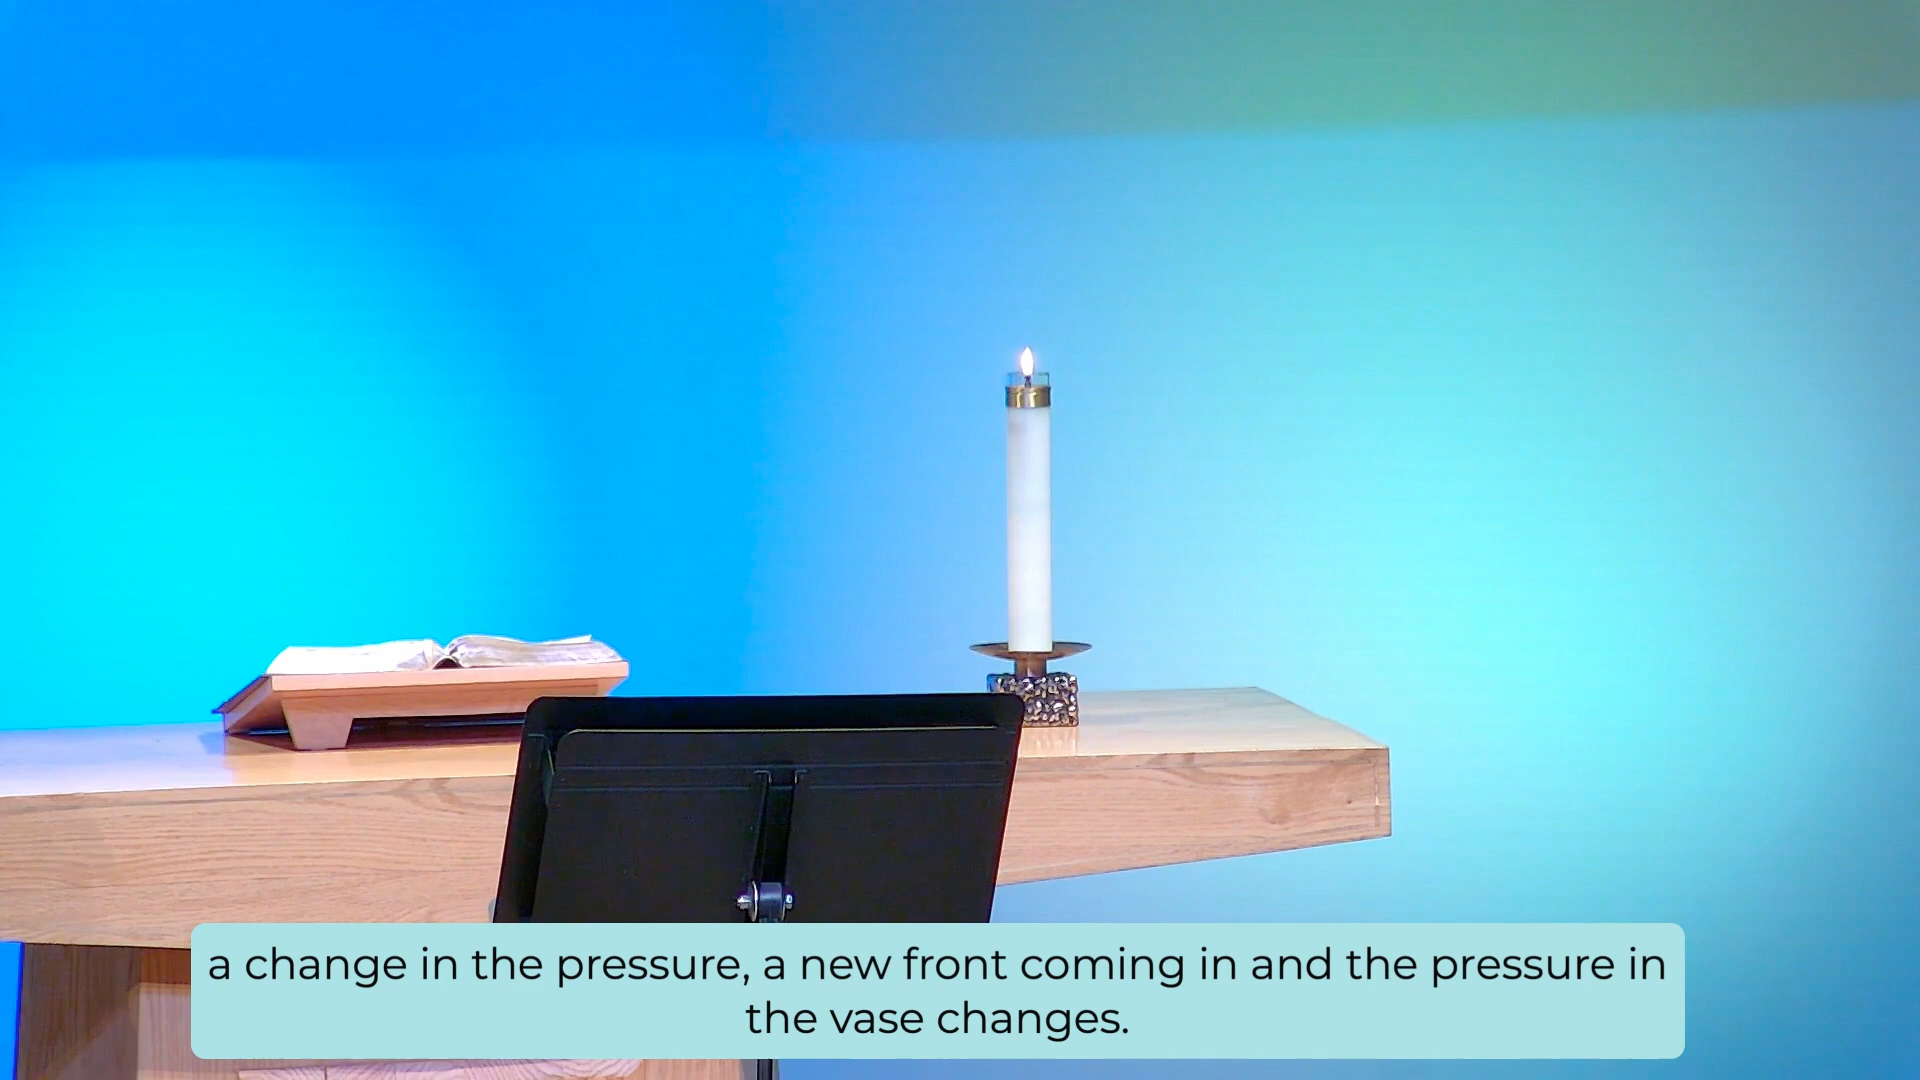 a change in the pressure, a new front coming in and the pressure in
the vase changes.